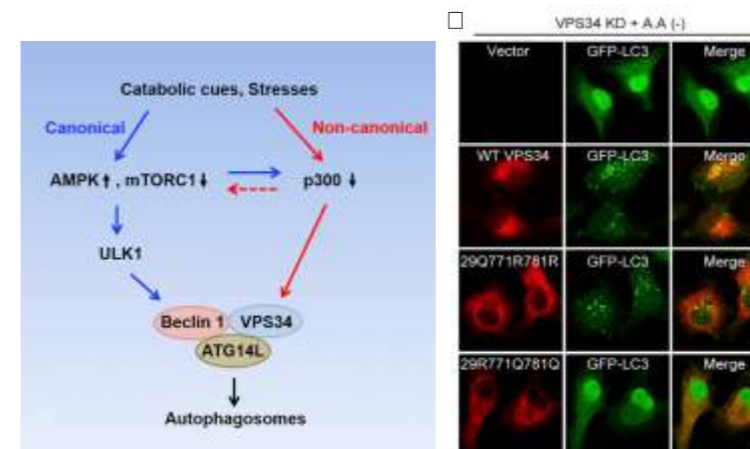 Catabolic cues, Stresses
Canonical
Non-canonical
AMPK↑, mTORC1↓
p300 ↓
ULK1
Beclin 1
VPS34
ATG14L
Autophagosomes
VPS34 KD + A.A (-)
Vector
GFP-LC3
Merge
WT VPS34
GFP-LC3
Merge
29Q771R781R
GFP-LC3
Merge
29R771Q781Q
GFP-LC3
Merge